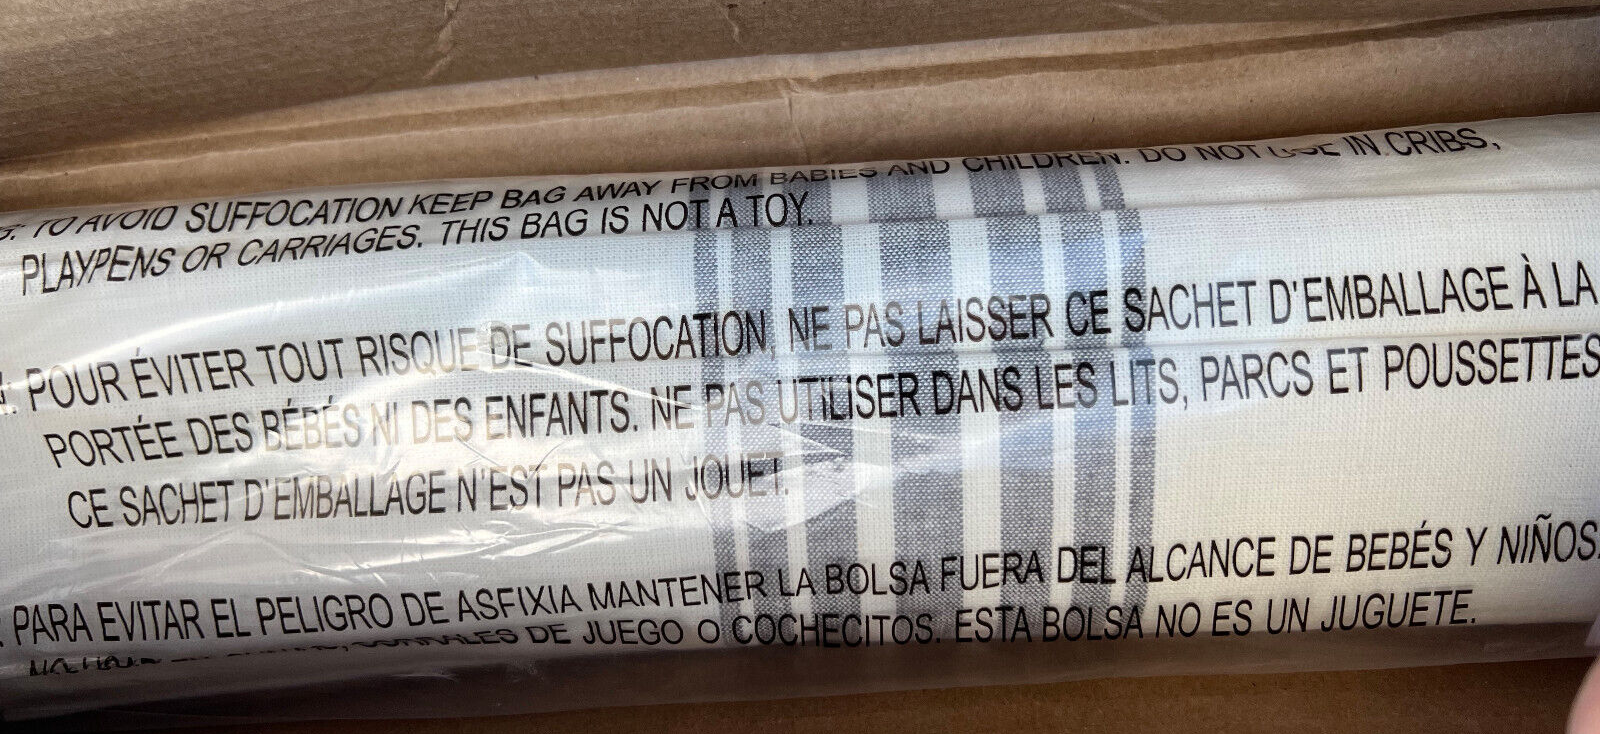 TO AVOID SUFFOCATION KEEP BAG AWAY FROM BABIES AND CHILDREN. DO NOT USE IN CRIBS,
PLAYPENS OR CARRIAGES. THIS BAG IS NOT A TOY.
POUR ÉVITER TOUT RISQUE DE SUFFOCATION, NE PAS LAISSER CE SACHET D'EMBALLAGE À LA
PORTÉE DES BÉBÉS NI DES ENFANTS. NE PAS UTILISER DANS LES LITS, PARCS ET POUSSETTES
CE SACHET D'EMBALLAGE N'EST PAS UN JOUET.
PARA EVITAR EL PELIGRO DE ASFIXIA MANTENER LA BOLSA FUERA DEL ALCANCE DE BEBÉS Y NIÑOS.
DE JUEGO O COCHECITOS. ESTA BOLSA NO ES UN JUGUETE.